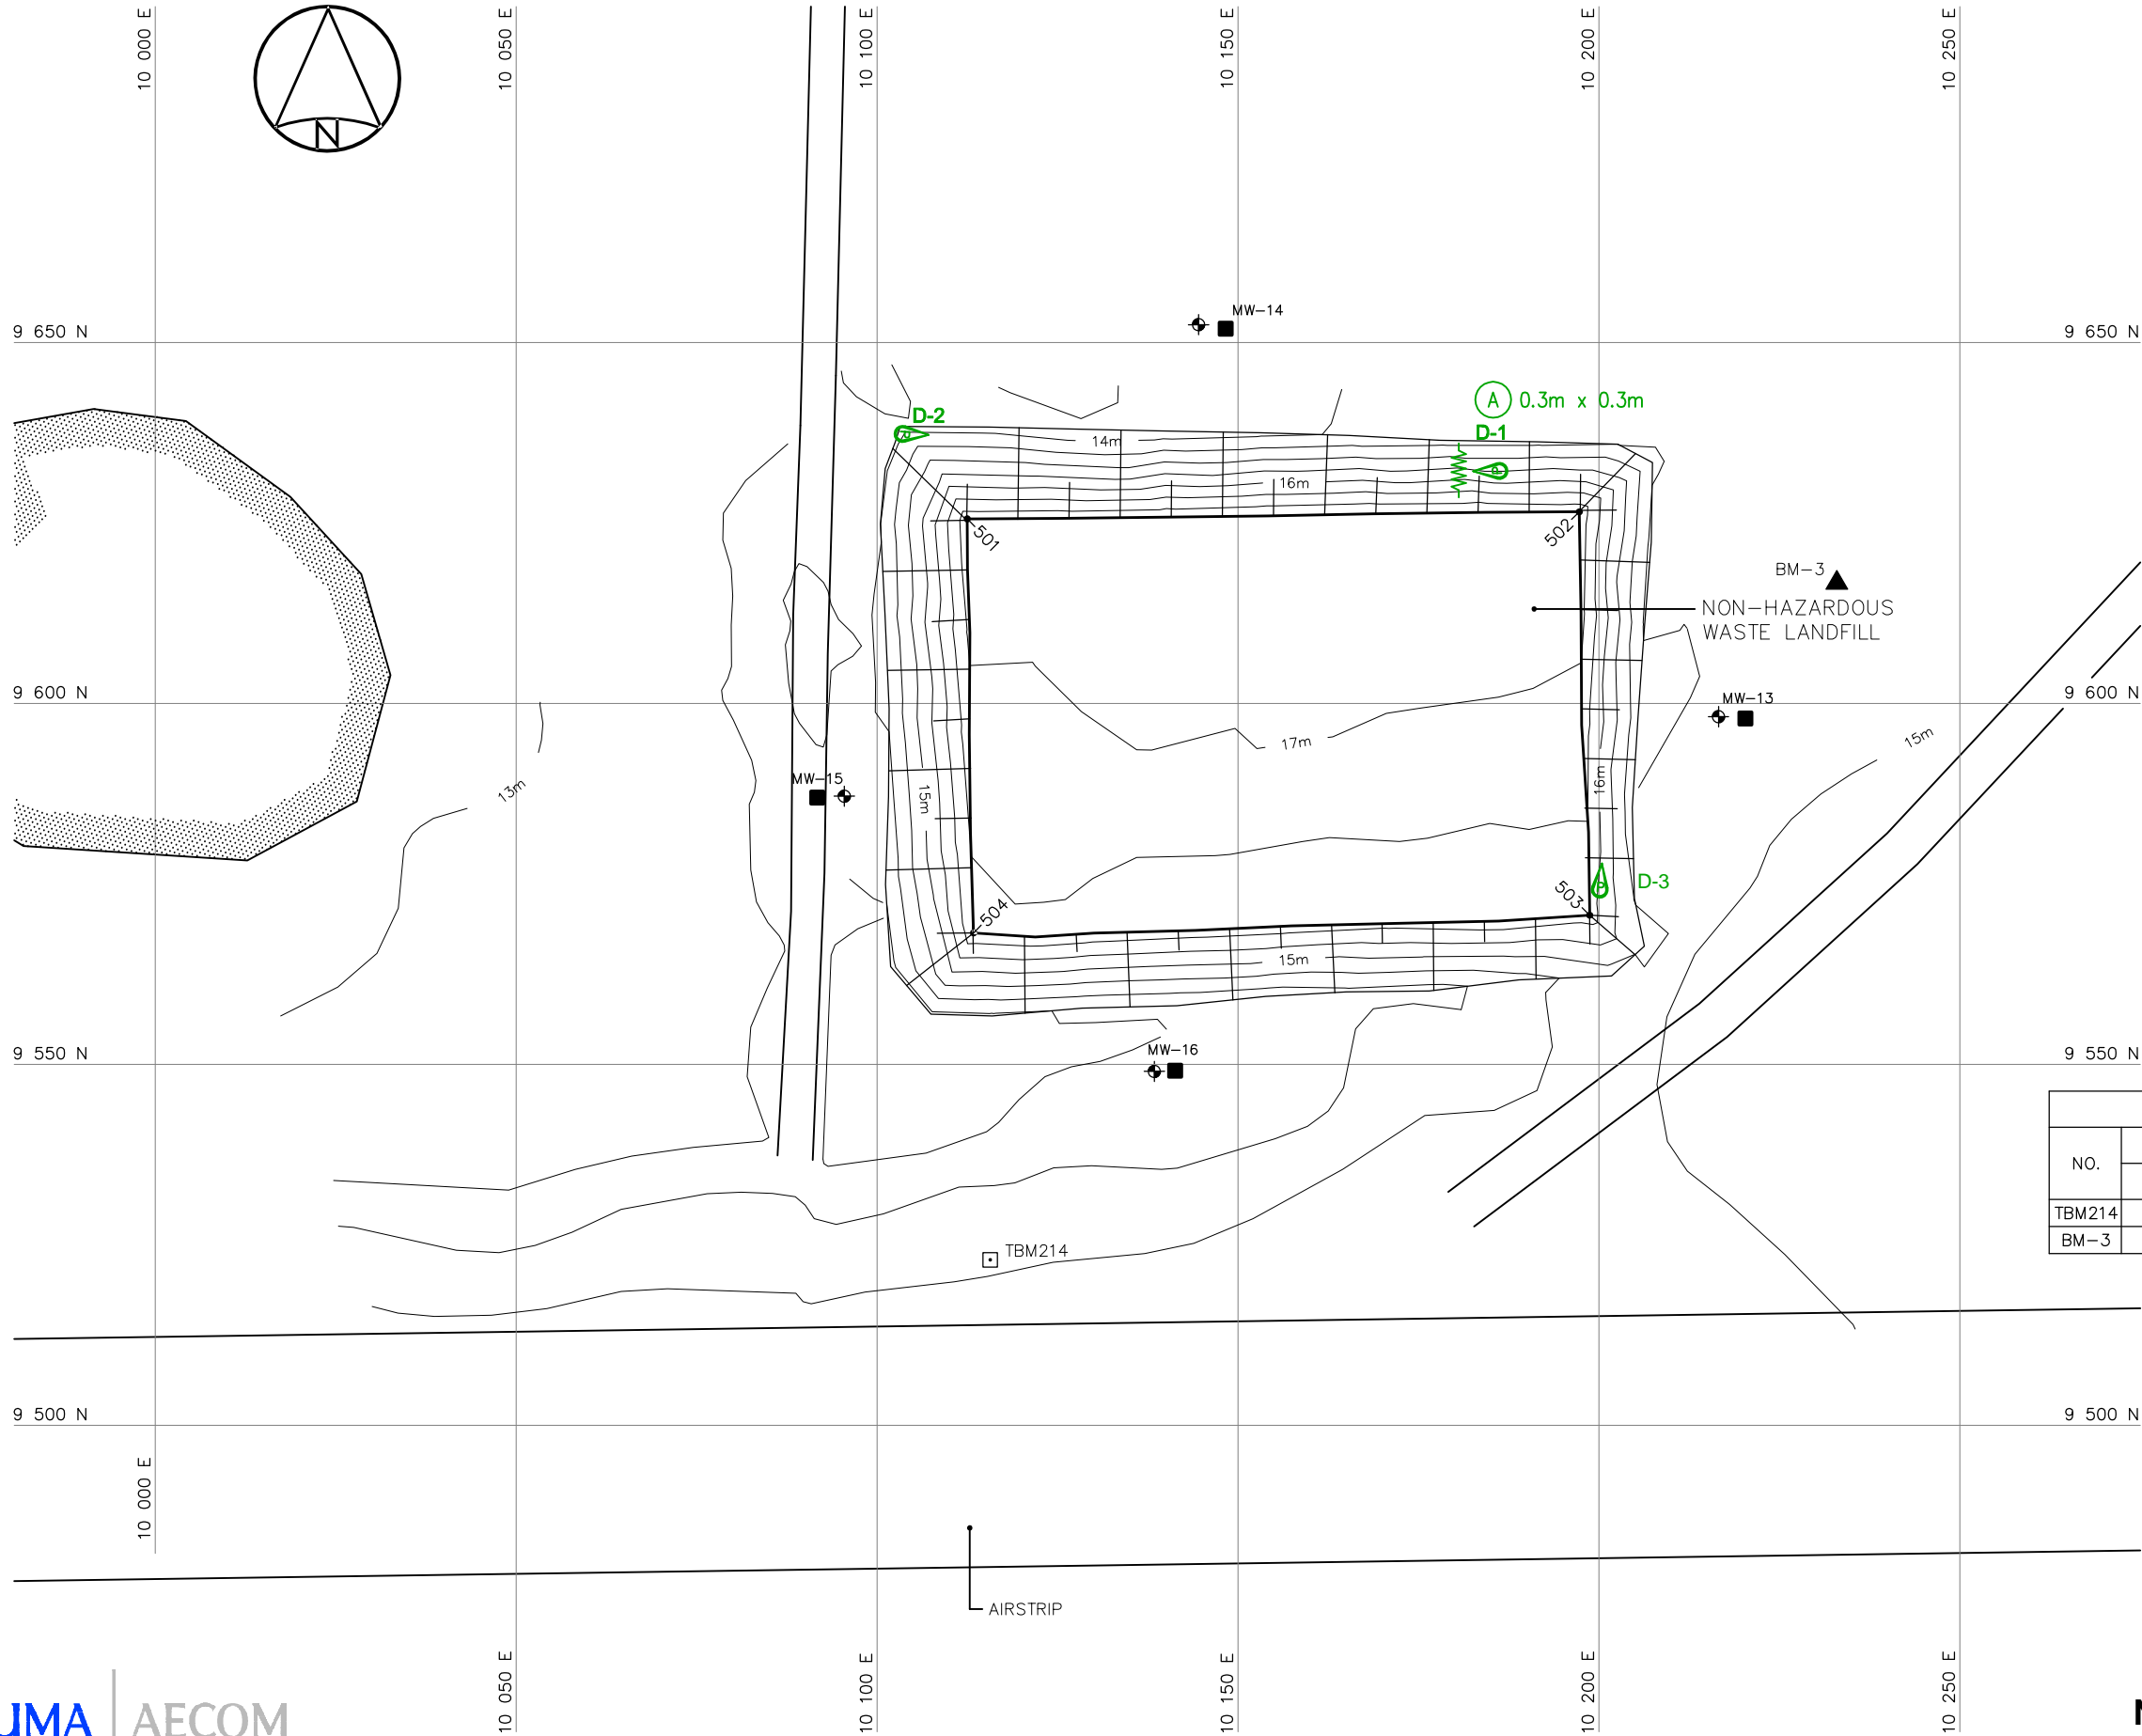 10 000 E
10 050 E
10 100 E
10 150 E
10 200 E
10 250 E
N
MW-14
9 650 N
9 650 N
A 0.3m x 0.3m
D-2
D-1
14m
16m
501
502
BM-3
NON-HAZARDOUS
WASTE LANDFILL
9 600 N
9 600 N
MW-13
17m
15m
13m
MW-15
15m
16m
D-3
503
504
15m
9 550 N
9 550 N
MW-16
NO.
TBM214
BM-3
TBM214
9 500 N
9 500 N
10 000 E
AIRSTRIP
10 050 E
10 100 E
10 150 E
10 200 E
10 250 E
UMA AECOM